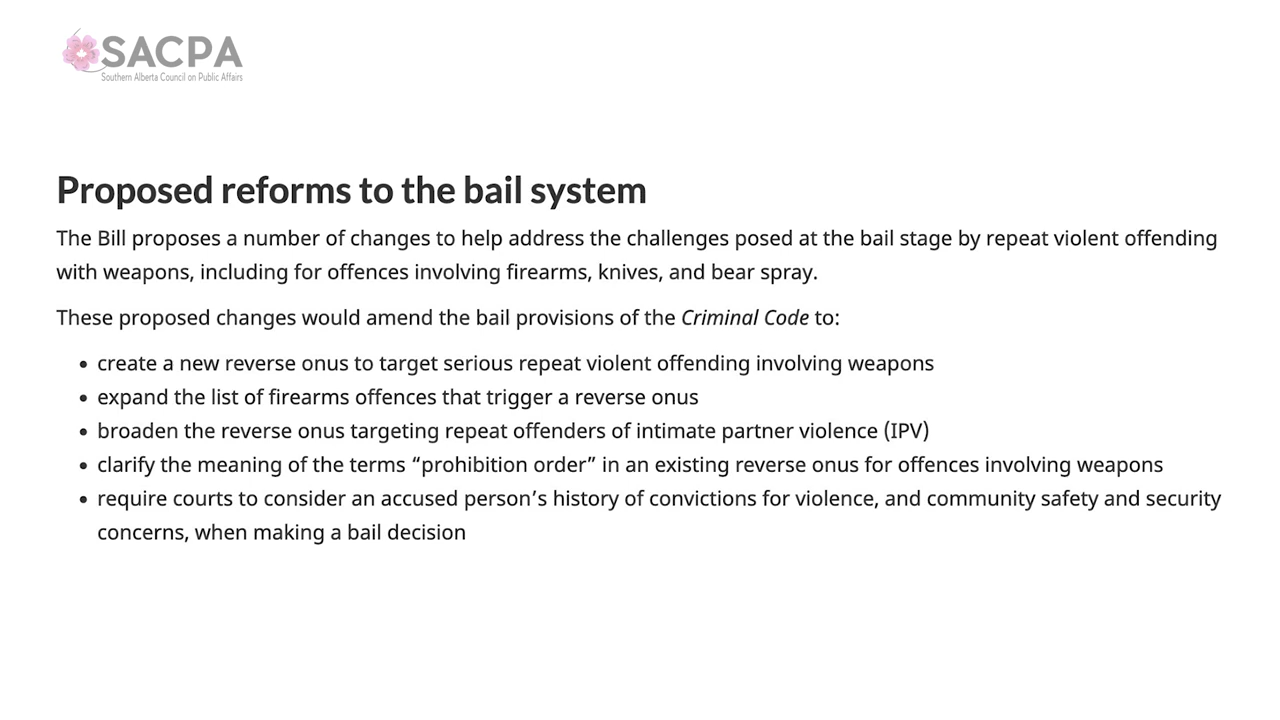 SACPA
Southern Alberta Council on Public Affairs
Proposed reforms to the bail system
The Bill proposes a number of changes to help address the challenges posed at the bail stage by repeat violent offending
with weapons, including for offences involving firearms, knives, and bear spray.
These proposed changes would amend the bail provisions of the Criminal Code to:
• create a new reverse onus to target serious repeat violent offending involving weapons
• expand the list of firearms offences that trigger a reverse onus
• broaden the reverse onus targeting repeat offenders of intimate partner violence (IPV)
• clarify the meaning of the terms “prohibition order” in an existing reverse onus for offences involving weapons
• require courts to consider an accused person’s history of convictions for violence, and community safety and security
concerns, when making a bail decision